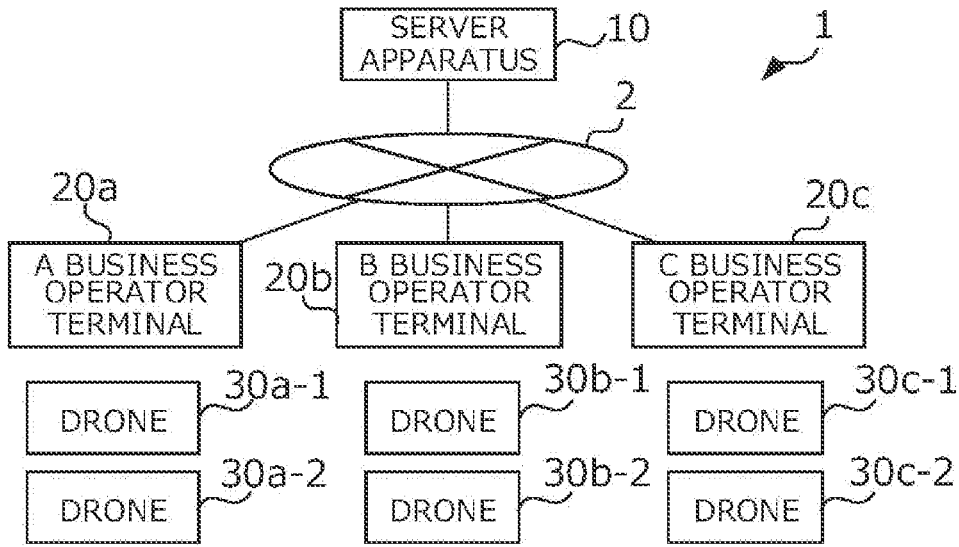 SERVER
APPARATUS
10
1
2
20a
20c
A BUSINESS
OPERATOR
TERMINAL
20b
B BUSINESS
OPERATOR
TERMINAL
C BUSINESS
OPERATOR
TERMINAL
DRONE
30a-1
DRONE
30b-1
DRONE
30c-1
DRONE
30a-2
DRONE
30b-2
DRONE
30c-2